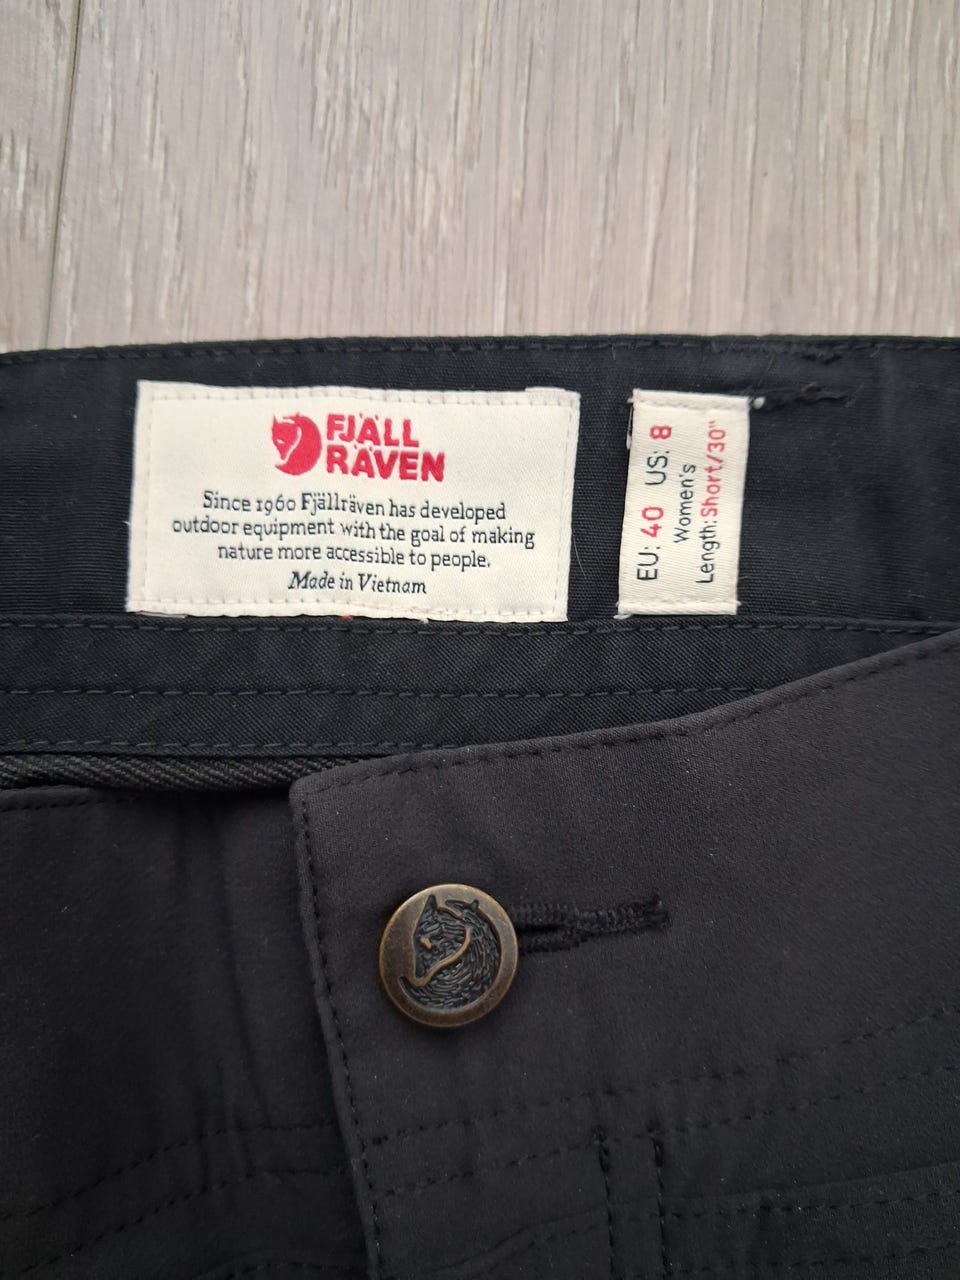 FJÄLL
RÄVEN
Since 1960 Fjällräven has developed
outdoor equipment with the goal of making
nature more accessible to people.
Made in Vietnam
EU: 40 US: 8
Women's
Length: Short/30"